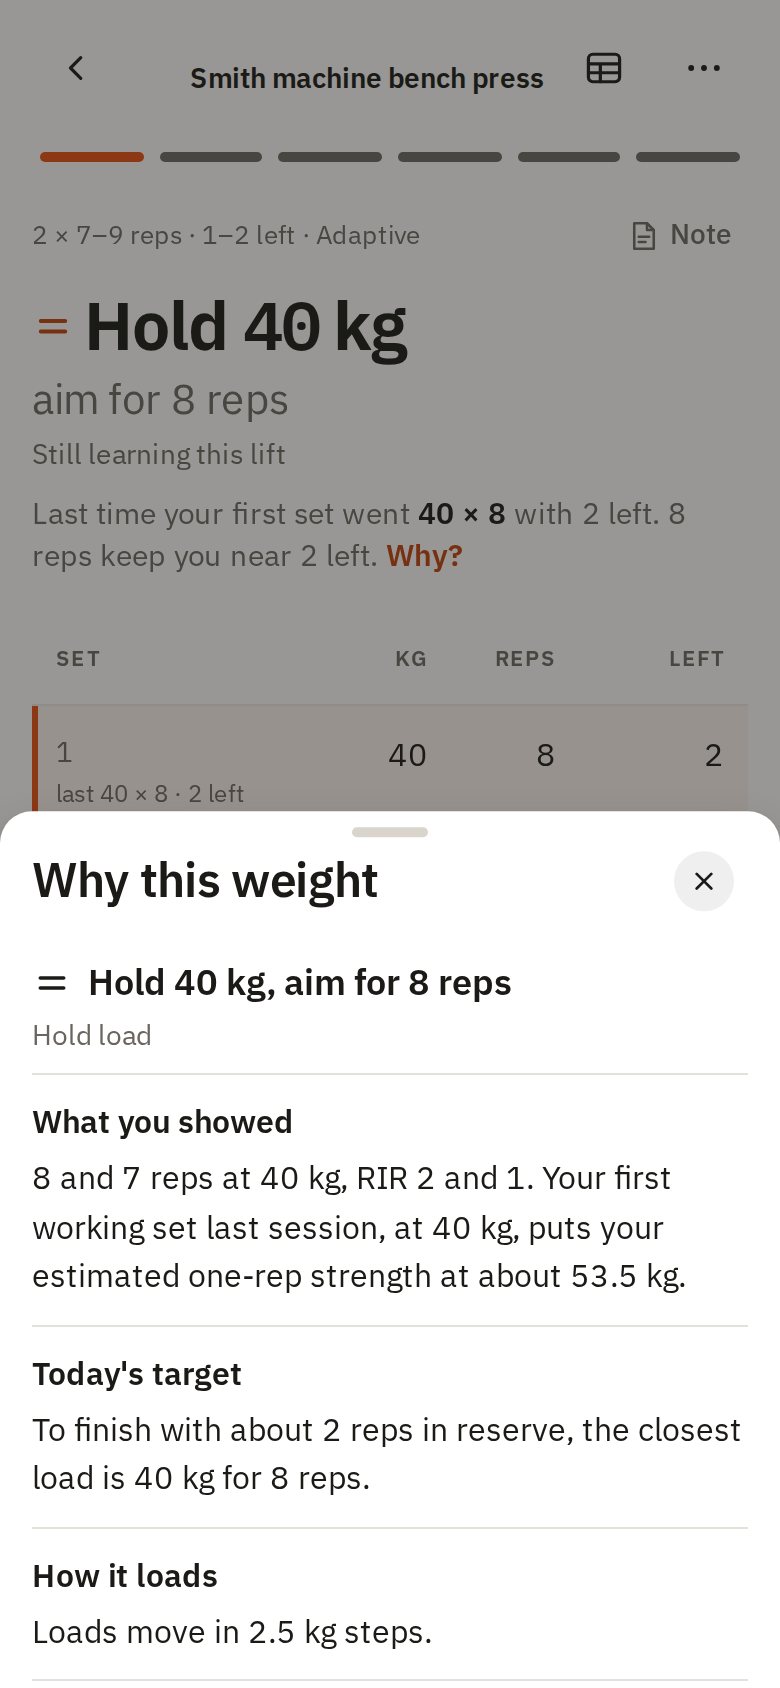 Smith machine bench press
2 × 7–9 reps · 1–2 left · Adaptive
Note
= Hold 40 kg
aim for 8 reps
Still learning this lift
Last time your first set went 40 × 8 with 2 left. 8
reps keep you near 2 left. Why?
SET KG REPS LEFT
1 40 8 2
last 40 × 8 · 2 left
Why this weight
= Hold 40 kg, aim for 8 reps
Hold load
What you showed
8 and 7 reps at 40 kg, RIR 2 and 1. Your first
working set last session, at 40 kg, puts your
estimated one-rep strength at about 53.5 kg.
Today's target
To finish with about 2 reps in reserve, the closest
load is 40 kg for 8 reps.
How it loads
Loads move in 2.5 kg steps.